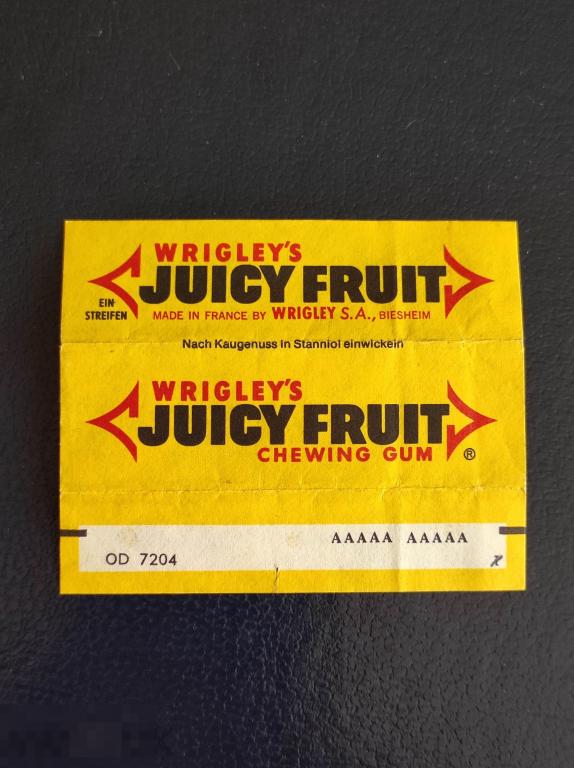 WRIGLEY'S
JUICY FRUIT
EIN-
STREIFEN
MADE IN FRANCE BY WRIGLEY S.A., BIESHEIM
Nach Kaugenuss in Stanniol einwickeln
WRIGLEY'S
JUICY FRUIT
CHEWING GUM ®
AAAAA AAAAA
OD 7204